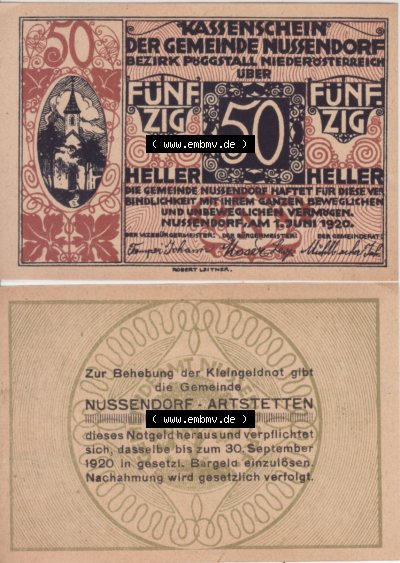 50
KASSENSCHEIN
DER GEMEINDE NUSSENDORF
BEZIRK PÖGGSTALL NIEDERÖSTERREICH
ÜBER
FÜNF-
ZIG
50
FÜNF-
ZIG
( www.embmv.de )
HELLER
HELLER
DIE GEMEINDE NUSSENDORF HAFTET FÜR DIESE VER
BINDLICHKEIT MIT IHREM GANZEN BEWEGLICHEN
UND UNBEWEGLICHEN VERMÖGEN.
NUSSENDORF, AM 1. JUNI 1920.
DER VIZEBÜRGERMEISTER: DER BÜRGERMEISTER: DER GEMEINDERAT:
ROBERT LEITNER.
Zur Behebung der Kleingeldnot gibt
die Gemeinde
NUSSENDORF - ARTSTETTEN
( www.embmv.de )
dieses Notgeld heraus und verpflichtet
sich, dasselbe bis zum 30. September
1920 in gesetzl. Bargeld einzulösen.
Nachahmung wird gesetzlich verfolgt.